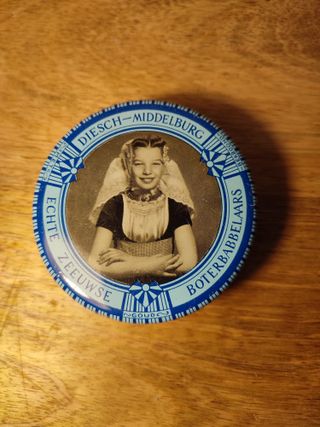 DIESCH—MIDDELBURG
ECHTE ZEEUWSE
BOTERBABBELAARS